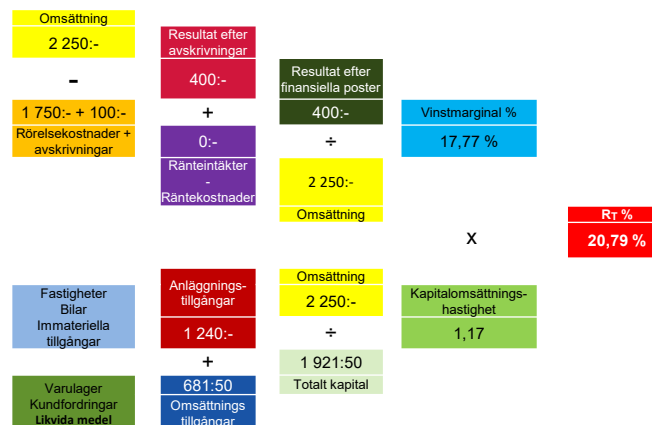 Omsättning
2 250:-
-
1 750:- + 100:-
Rörelsekostnader +
avskrivningar
Resultat efter
avskrivningar
400:-
+
0:-
Ränteintäkter
-
Räntekostnader
Resultat efter
finansiella poster
400:-
÷
2 250:-
Omsättning
Vinstmarginal %
17,77 %
x
RT %
20,79 %
Fastigheter
Bilar
Immateriella
tillgångar
Varulager
Kundfordringar
Likvida medel
Anläggnings-
tillgångar
1 240:-
+
681:50
Omsättnings
tillgångar
Omsättning
2 250:-
÷
1 921:50
Totalt kapital
Kapitalomsättnings-
hastighet
1,17